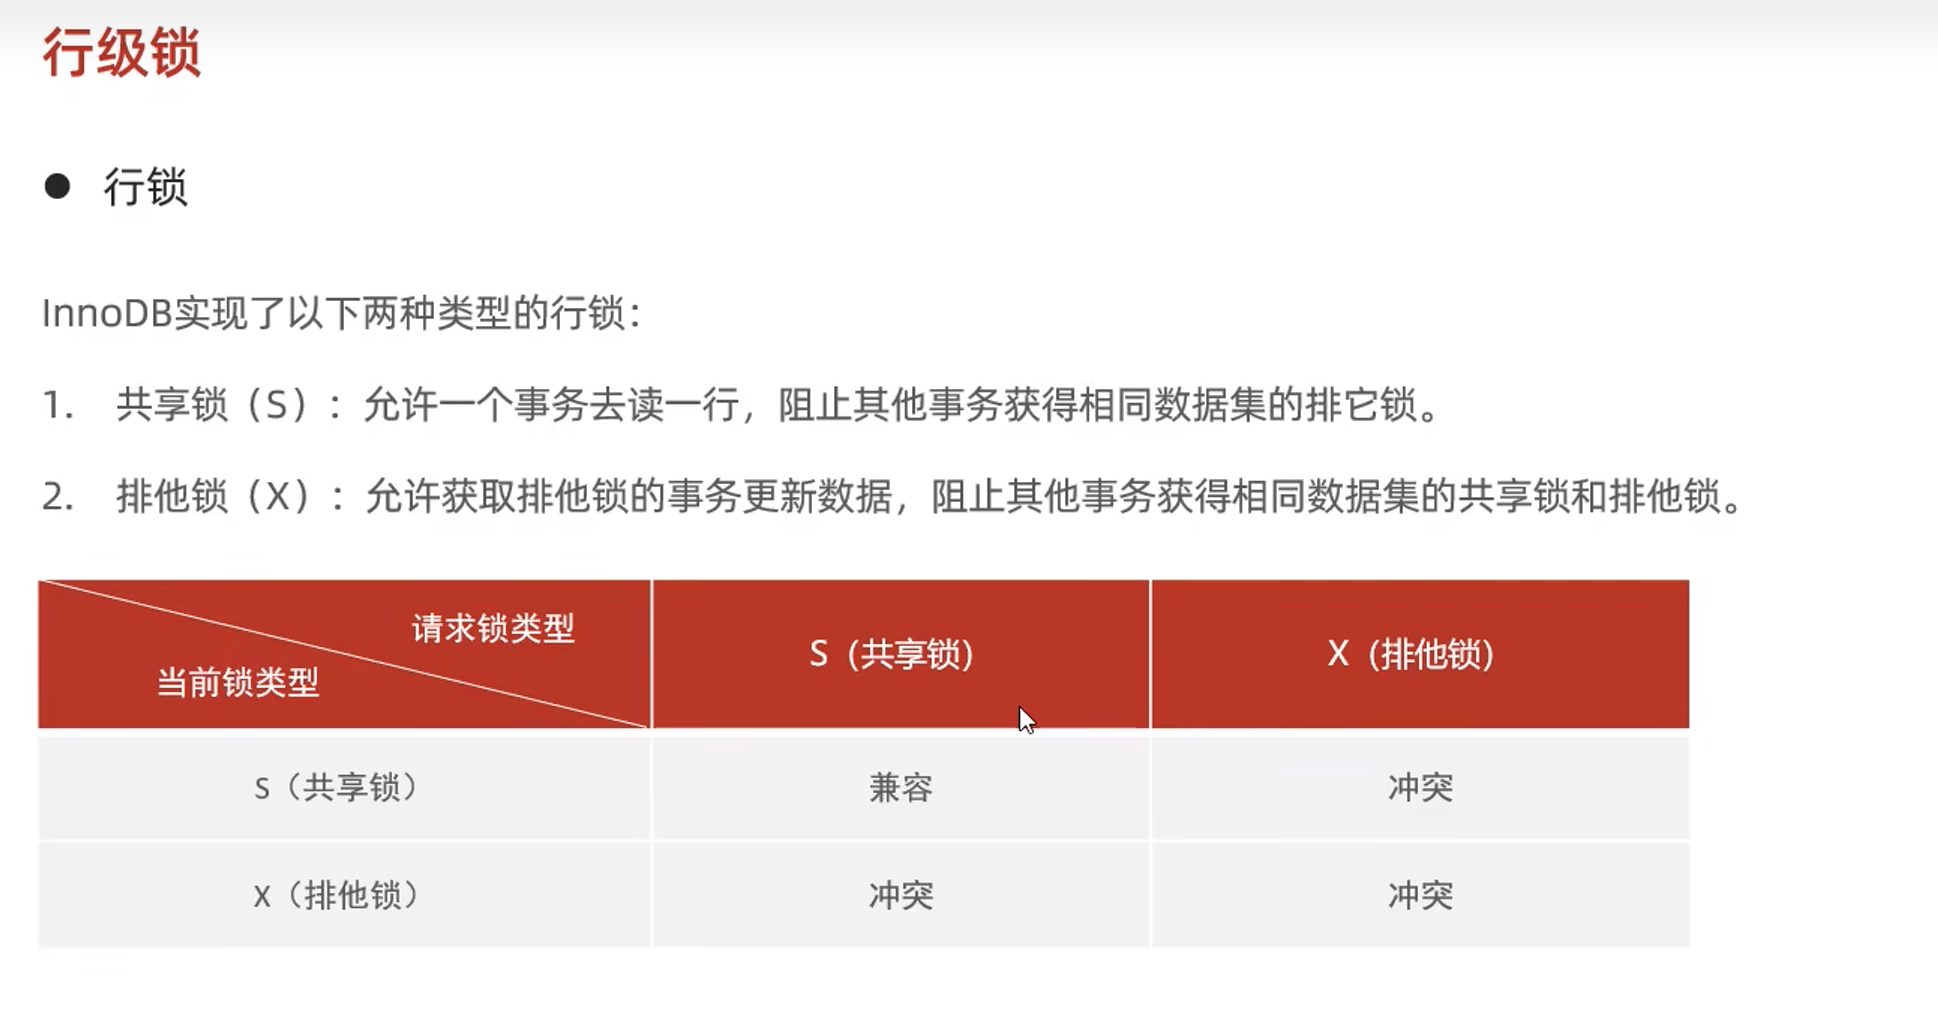 行级锁
● 行锁
InnoDB实现了以下两种类型的行锁：
1. 共享锁（S）：允许一个事务去读一行，阻止其他事务获得相同数据集的排它锁。
2. 排他锁（X）：允许获取排他锁的事务更新数据，阻止其他事务获得相同数据集的共享锁和排他锁。
请求锁类型
当前锁类型
S（共享锁） X（排他锁）
S（共享锁） 兼容 冲突
X（排他锁） 冲突 冲突